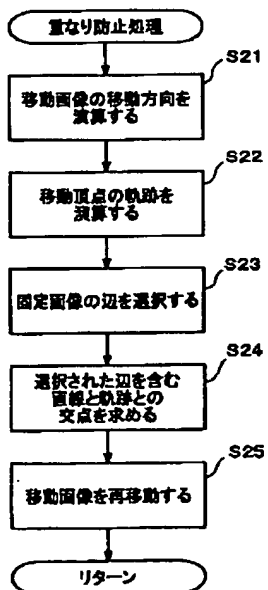 重なり防止処理
S21
移動画像の移動方向を
演算する
S22
移動頂点の軌跡を
演算する
S23
固定画像の辺を選択する
S24
選択された辺を含む
直線と軌跡との
交点を求める
S25
移動画像を再移動する
リターン